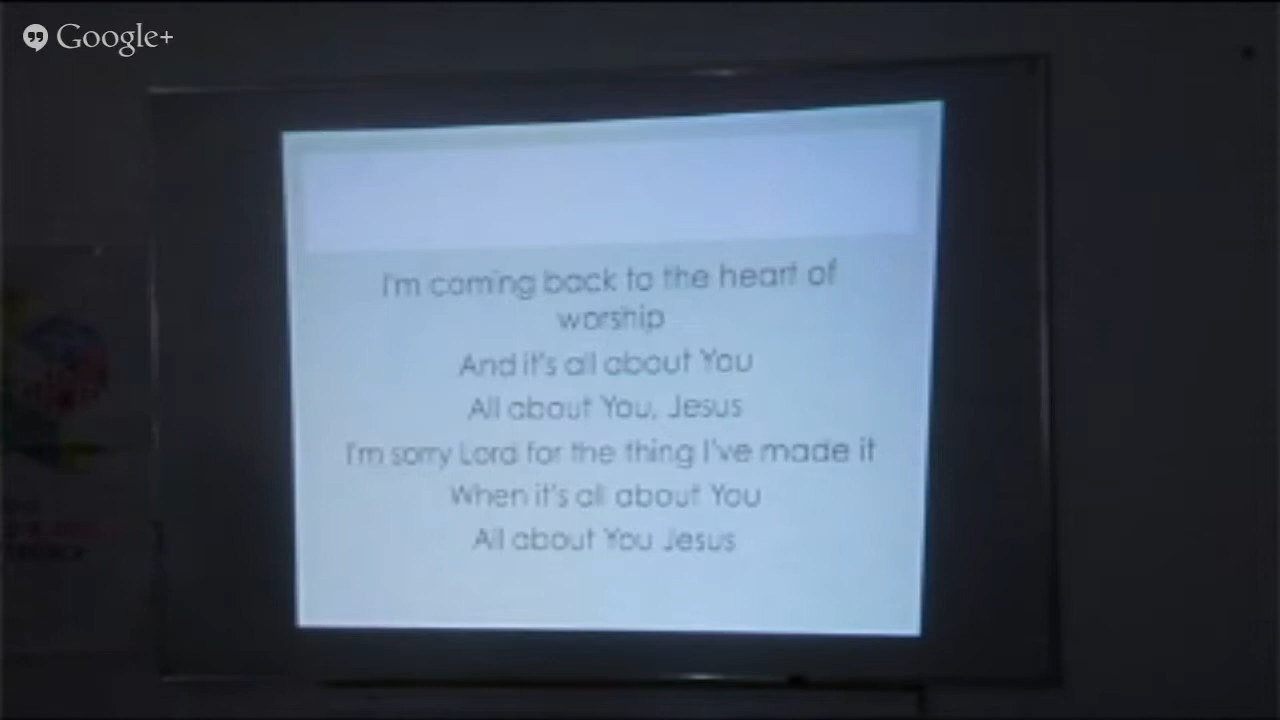 Google+
I'm coming back to the heart of
worship
And it's all about You
All about You, Jesus
I'm sorry Lord for the thing I've made it
When it's all about You
All about You Jesus